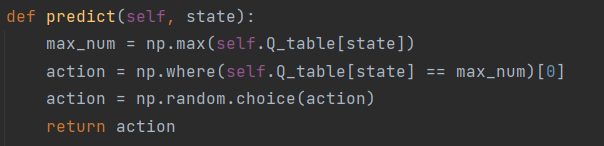 def predict(self, state):
    max_num = np.max(self.Q_table[state])
    action = np.where(self.Q_table[state] == max_num)[0]
    action = np.random.choice(action)
    return action